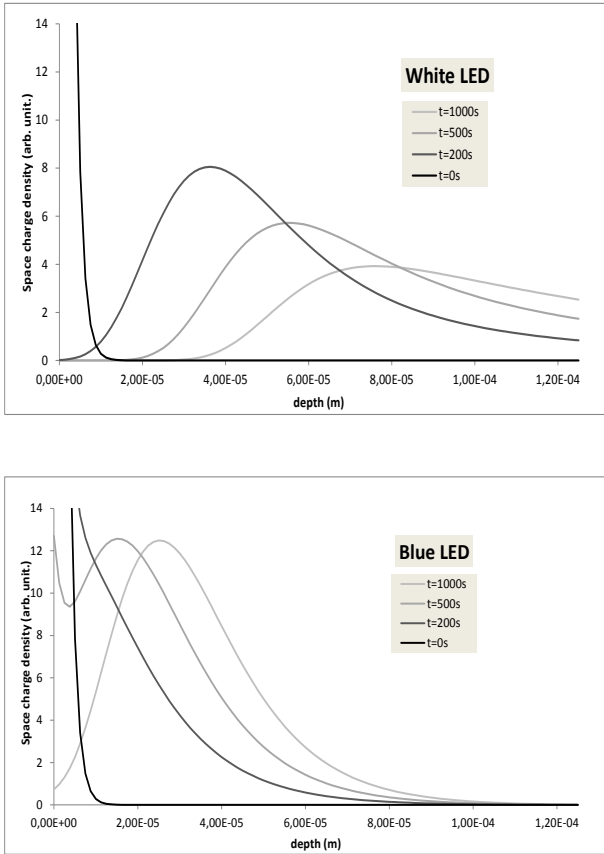 14
12
10
8
6
4
2
0
Space charge density (arb. unit.)
White LED
t=1000s
t=500s
t=200s
t=0s
0,00E+00 2,00E-05 4,00E-05 6,00E-05 8,00E-05 1,00E-04 1,20E-04
depth (m)
14
12
10
8
6
4
2
0
Space charge density (arb. unit.)
Blue LED
t=1000s
t=500s
t=200s
t=0s
0,00E+00 2,00E-05 4,00E-05 6,00E-05 8,00E-05 1,00E-04 1,20E-04
depth (m)